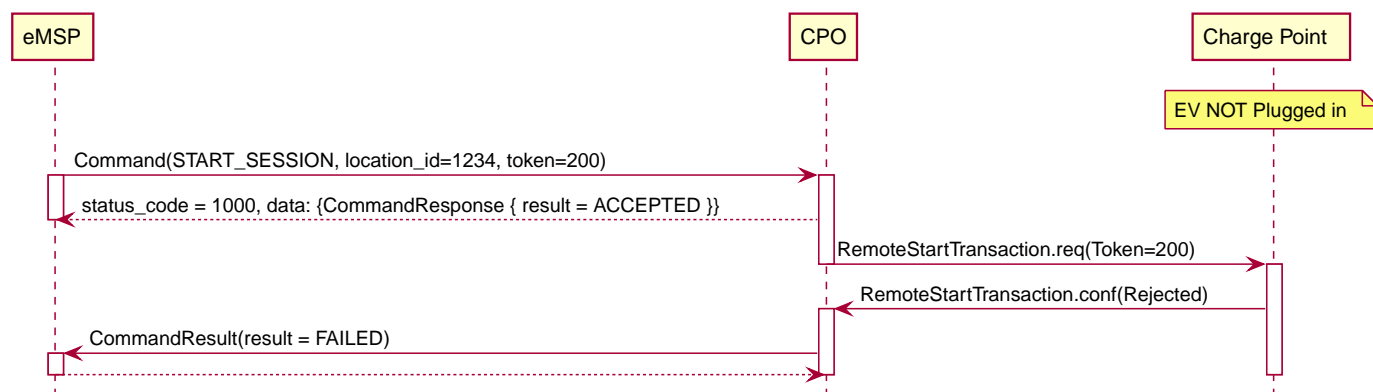 eMSP
CPO
Charge Point
EV NOT Plugged in
Command(START_SESSION, location_id=1234, token=200)
status_code = 1000, data: {CommandResponse { result = ACCEPTED }}
RemoteStartTransaction.req(Token=200)
RemoteStartTransaction.conf(Rejected)
CommandResult(result = FAILED)